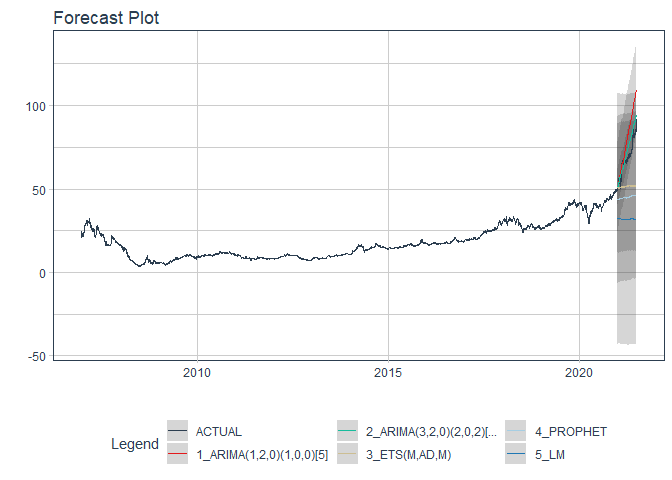 Forecast Plot
100
50
0
-50
2010 2015 2020
Legend
ACTUAL 2_ARIMA(3,2,0)(2,0,2)[... 4_PROPHET
1_ARIMA(1,2,0)(1,0,0)[5] 3_ETS(M,AD,M) 5_LM